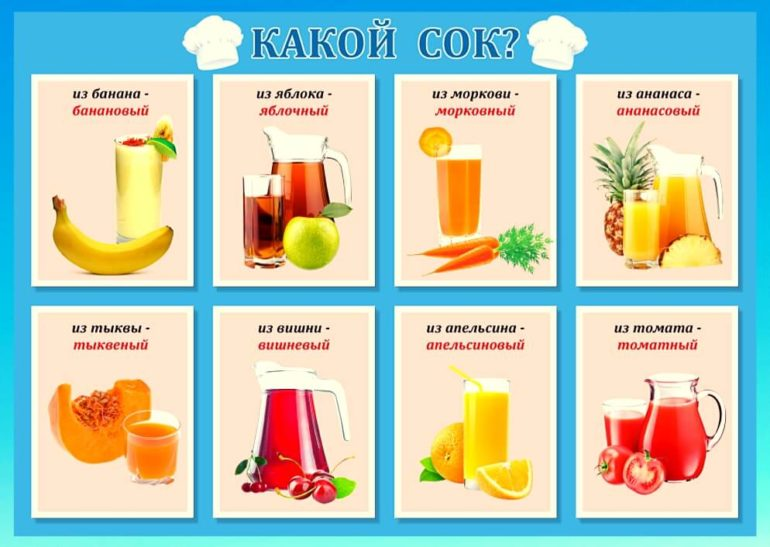 КАКОЙ СОК?
из банана -
банановый
из яблока -
яблочный
из моркови -
морковный
из ананаса -
ананасовый
из тыквы -
тыквеный
из вишни -
вишневый
из апельсина -
апельсиновый
из томата -
томатный